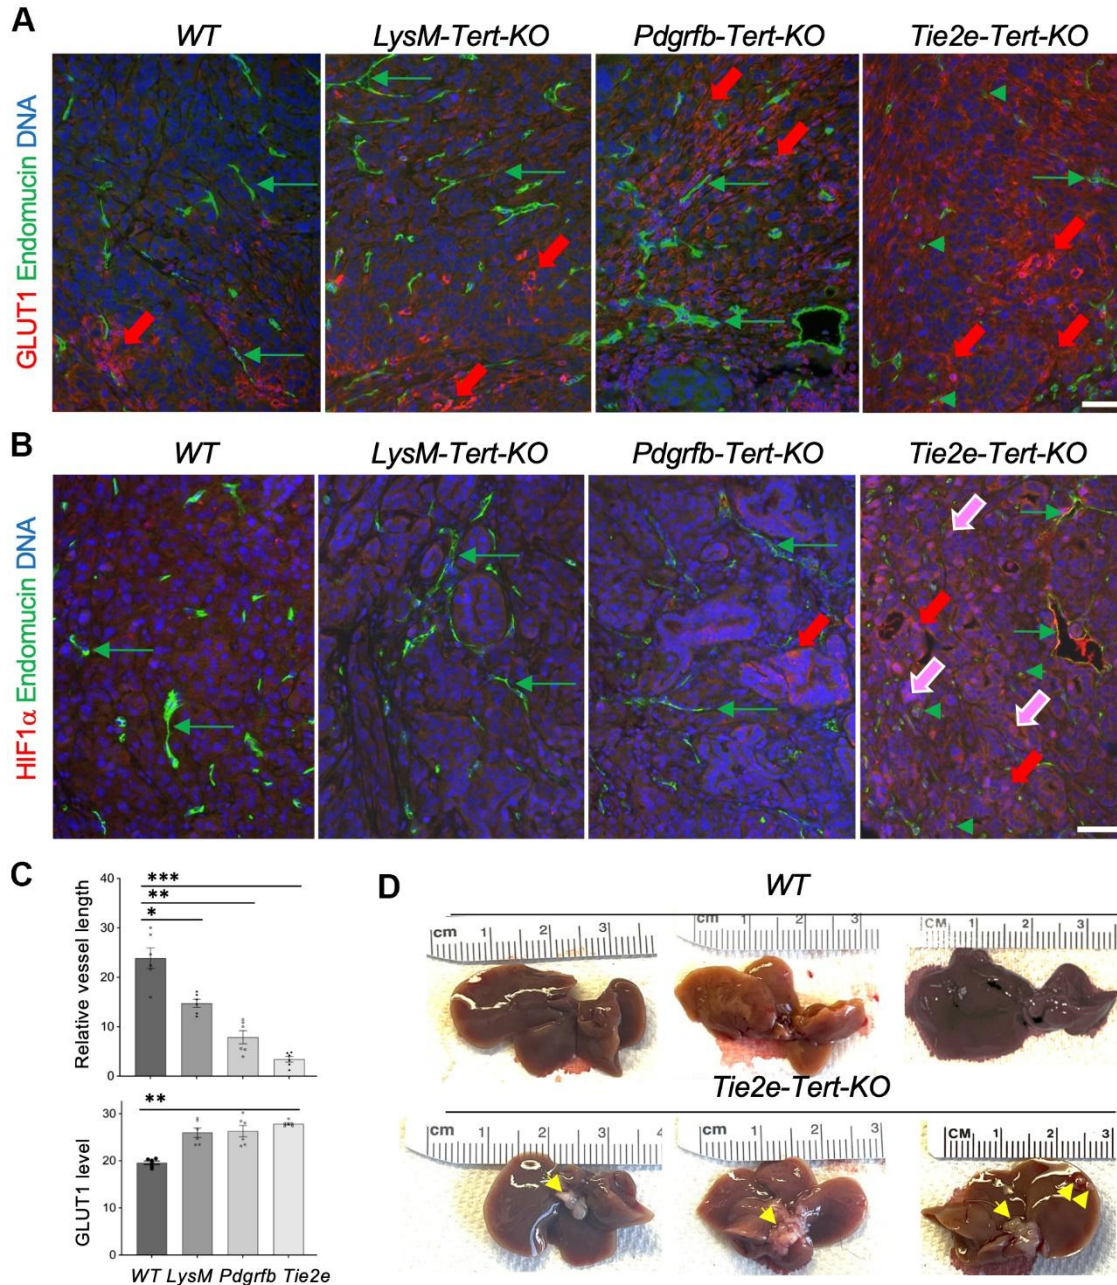 A
WT LysM-Tert-KO Pdgrfb-Tert-KO Tie2e-Tert-KO
GLUT1 Endomucin DNA
B
WT LysM-Tert-KO Pdgrfb-Tert-KO Tie2e-Tert-KO
HIF1α Endomucin DNA
C
Relative vessel length
40
30
20
10
0
***
**
*
GLUT1 level
30
20
10
0
**
WT LysM Pdgrfb Tie2e
D
WT
cm 1 2 3
cm 1 2 3
CM 1 2 3
Tie2e-Tert-KO
cm 1 2 3 4
cm 1 2 3
CM 1 2 3